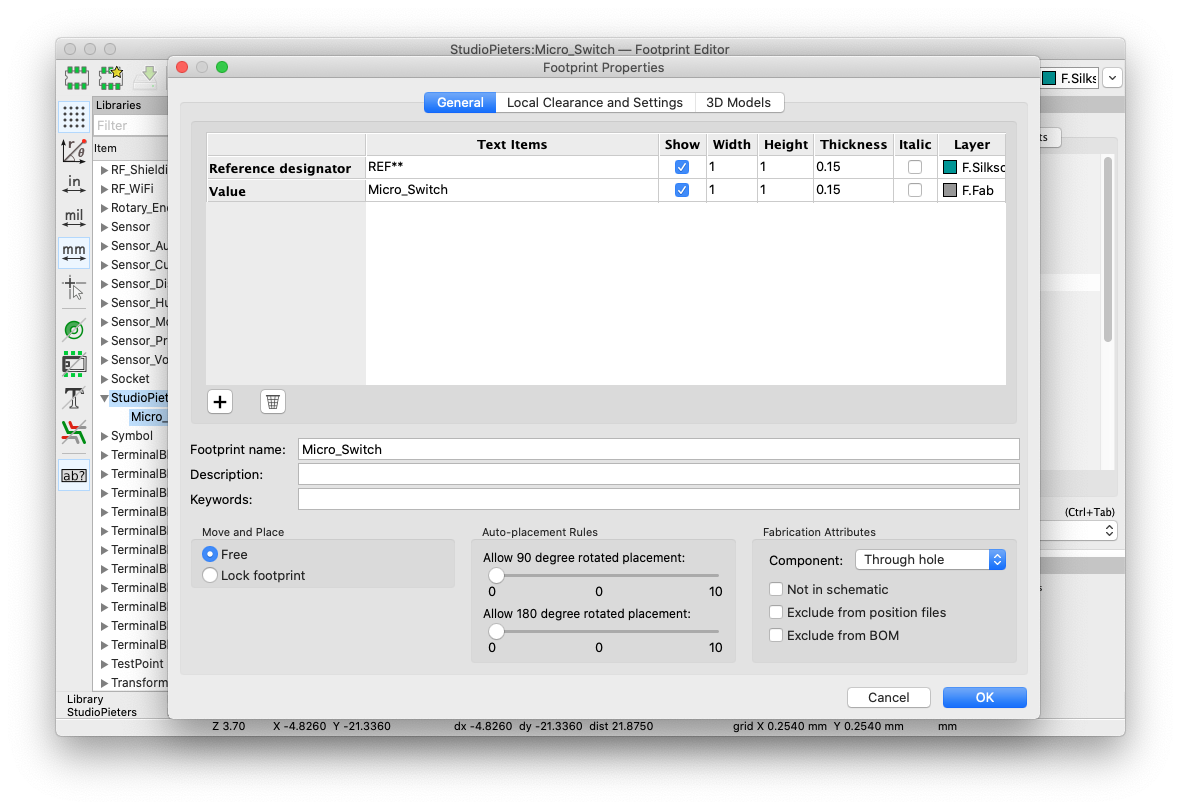 StudioPieters:Micro_Switch — Footprint Editor
Footprint Properties
F.Silks
Libraries
Filter
Item
RF_Shieldi
RF_WiFi
Rotary_En
Sensor
Sensor_Au
Sensor_Cu
Sensor_Di
Sensor_Hu
Sensor_Mo
Sensor_Pr
Sensor_Vo
Socket
StudioPiet
Micro_
Symbol
TerminalBl
TerminalBl
TerminalBl
TerminalBl
TerminalBl
TerminalBl
TerminalBl
TerminalBl
TerminalBl
TerminalBl
TerminalBl
TestPoint
Transform
in
mil
mm
ab?
General Local Clearance and Settings 3D Models
Text Items Show Width Height Thickness Italic Layer
Reference designator REF** 1 1 0.15 F.Silksc
Value Micro_Switch 1 1 0.15 F.Fab
Footprint name: Micro_Switch
Description:
Keywords:
Move and Place
Free
Lock footprint
Auto-placement Rules
Allow 90 degree rotated placement:
0 0 10
Allow 180 degree rotated placement:
0 0 10
Fabrication Attributes
Component: Through hole
Not in schematic
Exclude from position files
Exclude from BOM
Cancel OK
ts
(Ctrl+Tab)
Library
StudioPieters
Z 3.70 X -4.8260 Y -21.3360 dx -4.8260 dy -21.3360 dist 21.8750 grid X 0.2540 mm Y 0.2540 mm mm